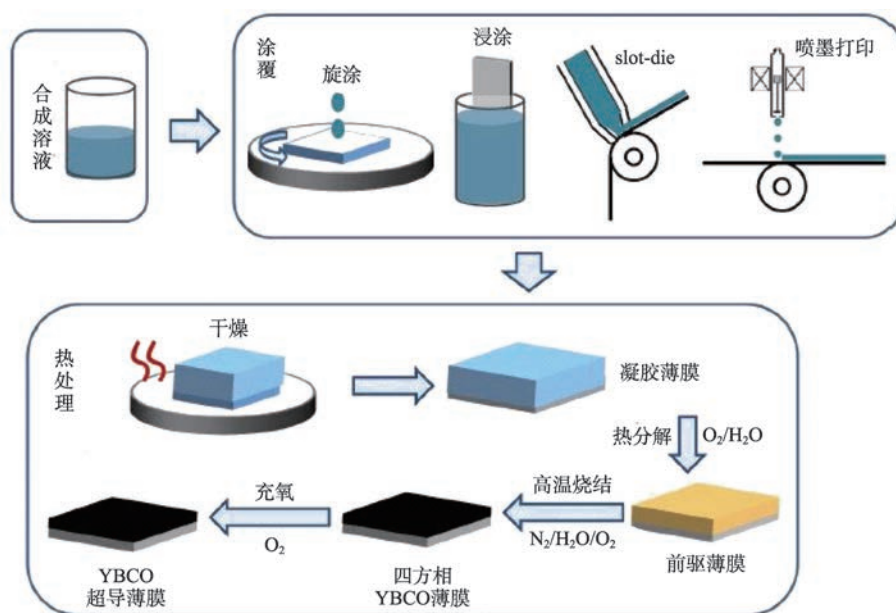 合成溶液
涂覆
旋涂
浸涂
slot-die
喷墨打印
热处理
干燥
凝胶薄膜
热分解
O₂/H₂O
前驱薄膜
高温烧结
N₂/H₂O/O₂
四方相
YBCO薄膜
充氧
O₂
YBCO
超导薄膜